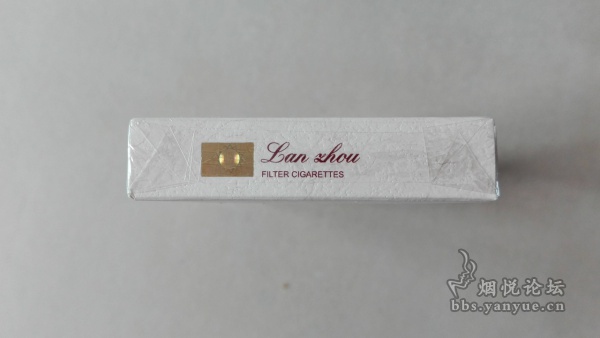 Lan zhou
FILTER CIGARETTES
烟悦论坛
bbs.yanyue.cn